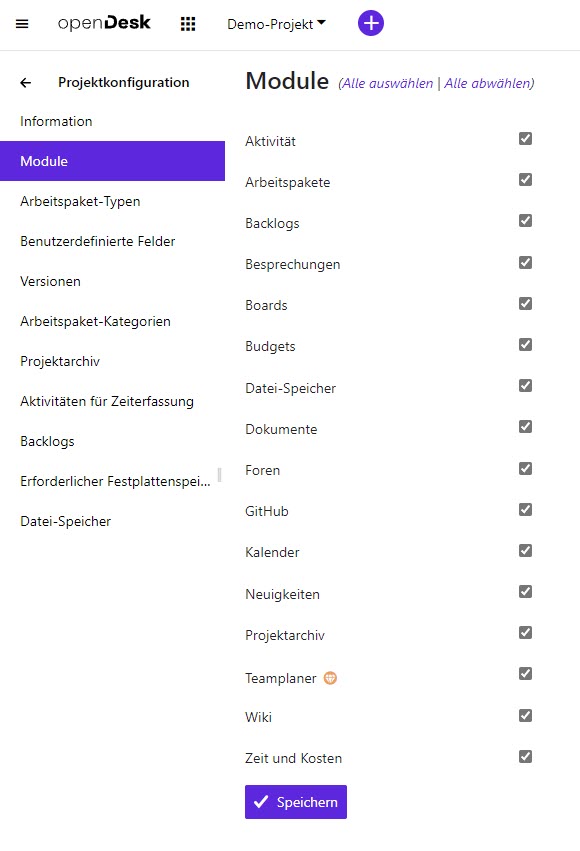 openDesk
Demo-Projekt
Projektkonfiguration
Information
Module
Arbeitspaket-Typen
Benutzerdefinierte Felder
Versionen
Arbeitspaket-Kategorien
Projektarchiv
Aktivitäten für Zeiterfassung
Backlogs
Erforderlicher Festplattenspei...
Datei-Speicher
Module (Alle auswählen | Alle abwählen)
Aktivität
Arbeitspakete
Backlogs
Besprechungen
Boards
Budgets
Datei-Speicher
Dokumente
Foren
GitHub
Kalender
Neuigkeiten
Projektarchiv
Teamplaner
Wiki
Zeit und Kosten
Speichern